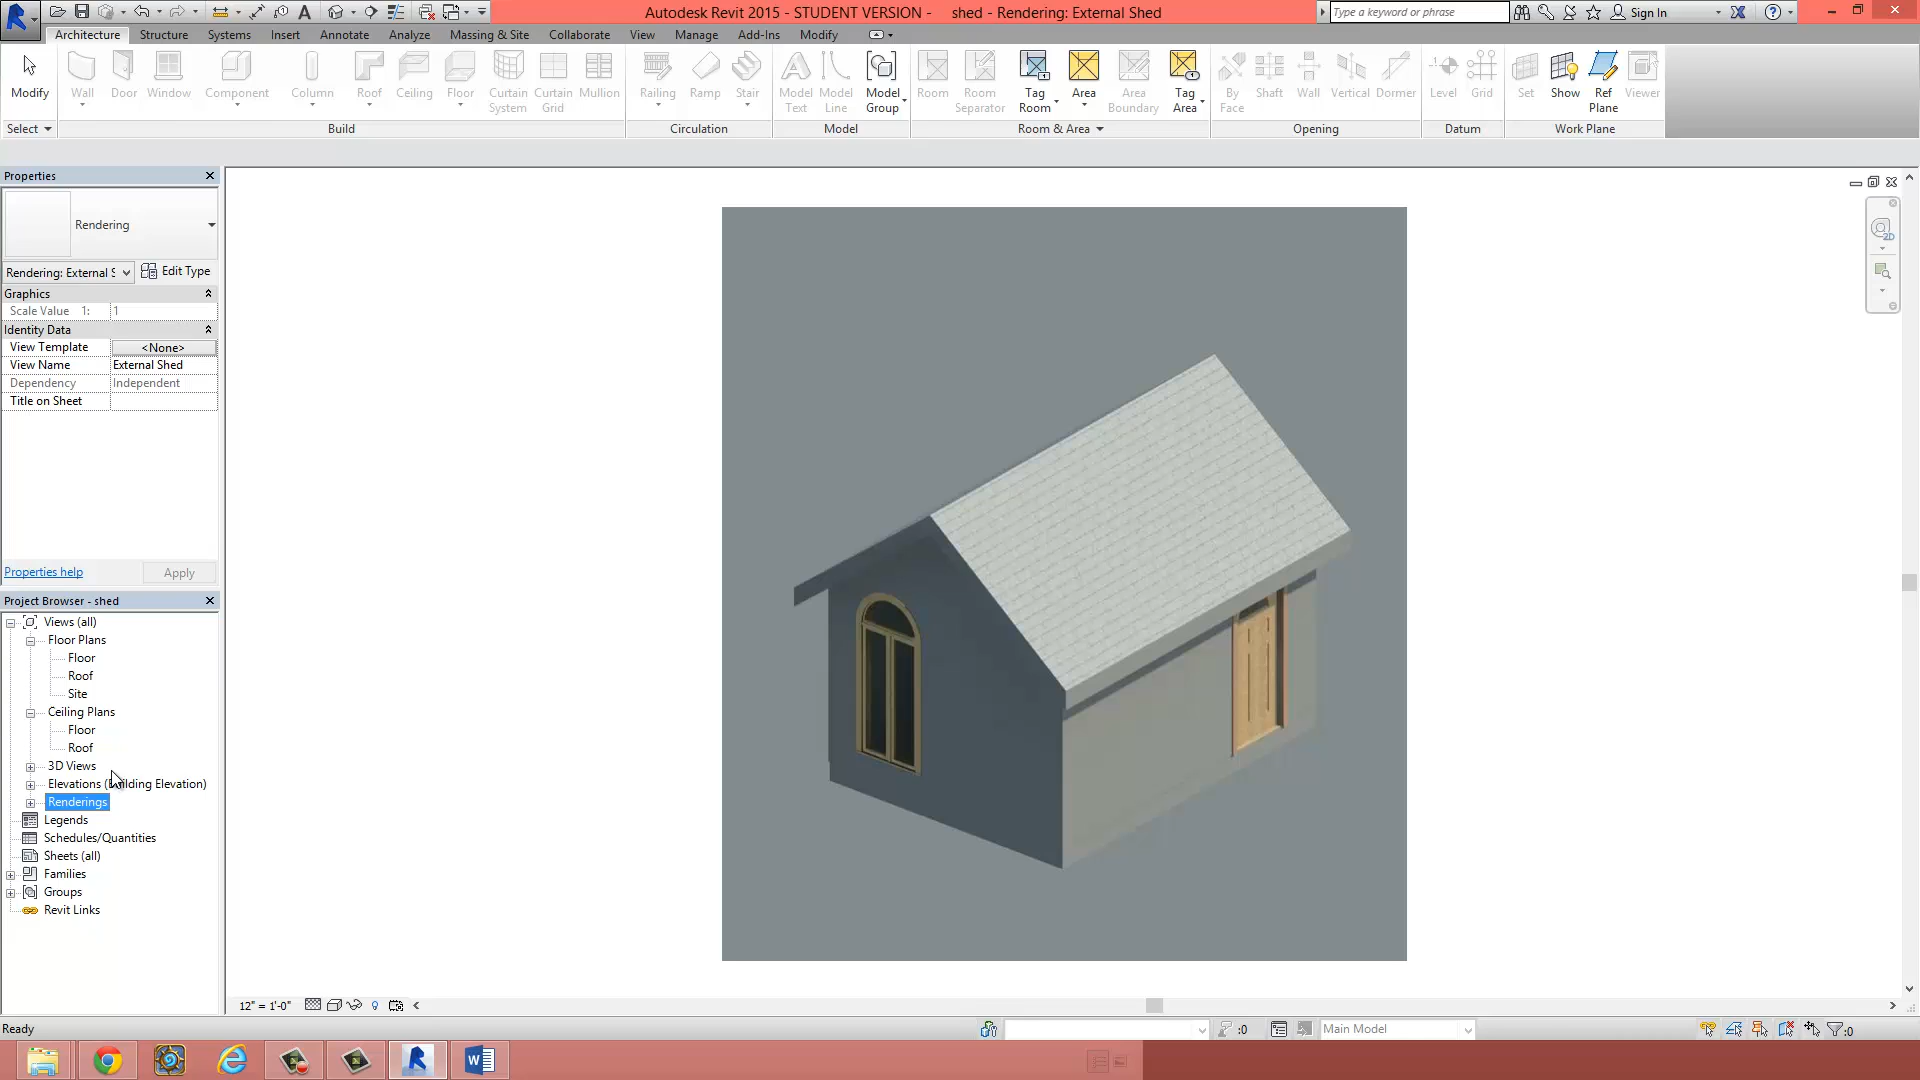 Autodesk Revit 2015 - STUDENT VERSION - shed - Rendering: External Shed
Type a keyword or phrase
Sign In
Architecture Structure Systems Insert Annotate Analyze Massing & Site Collaborate View Manage Add-Ins Modify
Modify Wall Door Window Component Column Roof Ceiling Floor Curtain System Curtain Grid Mullion Railing Ramp Stair Model Text Model Line Model Group Room Room Separator Tag Room Area Area Boundary Tag Area By Face Shaft Wall Vertical Dormer Level Grid Set Show Ref Plane Viewer
Select Build Circulation Model Room & Area Opening Datum Work Plane
Properties
Rendering
Rendering: External S Edit Type
Graphics
Scale Value 1: 1
Identity Data
View Template <None>
View Name External Shed
Dependency Independent
Title on Sheet
Properties help Apply
Project Browser - shed
Views (all)
Floor Plans
Floor
Roof
Site
Ceiling Plans
Floor
Roof
3D Views
Elevations (Building Elevation)
Renderings
Legends
Schedules/Quantities
Sheets (all)
Families
Groups
Revit Links
2D
12" = 1'-0"
Ready
:0
Main Model
:0